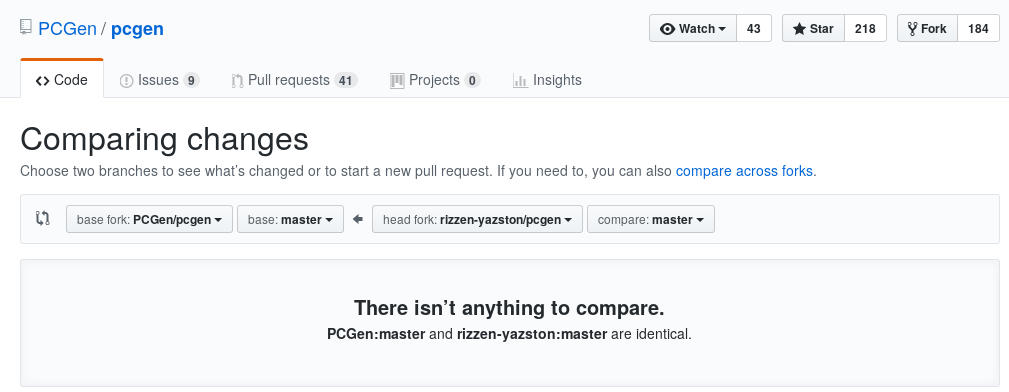 PCGen / pcgen Watch 43 Star 218 Fork 184
Code Issues 9 Pull requests 41 Projects 0 Insights
Comparing changes
Choose two branches to see what’s changed or to start a new pull request. If you need to, you can also compare across forks.
base fork: PCGen/pcgen base: master head fork: rizzen-yazston/pcgen compare: master
There isn’t anything to compare.
PCGen:master and rizzen-yazston:master are identical.